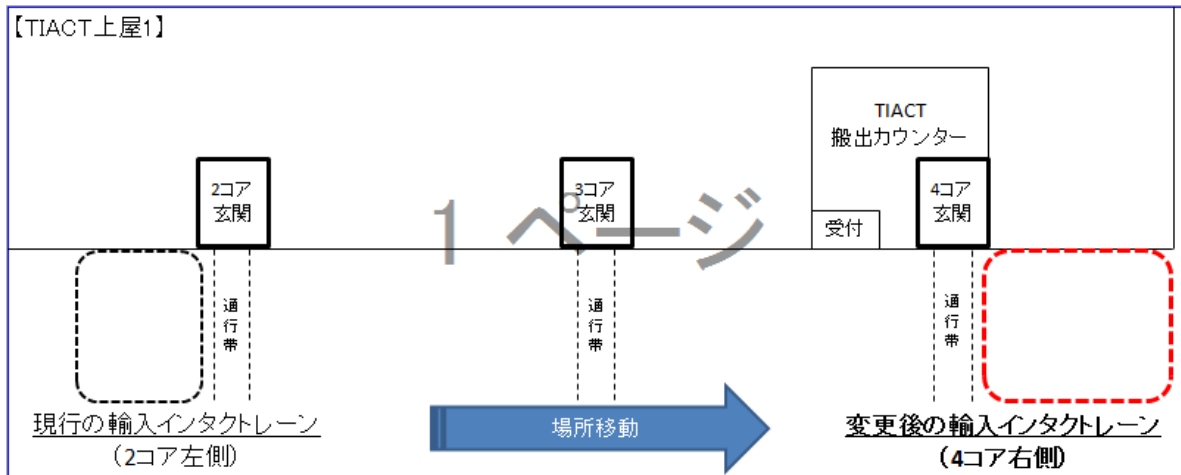 【TIACT上屋1】
TIACT
搬出カウンター
2コア
玄関
3コア
玄関
4コア
玄関
受付
1 ページ
通行帯
通行帯
通行帯
現行の輸入インタクトレーン
（2コア左側）
場所移動
変更後の輸入インタクトレーン
（4コア右側）